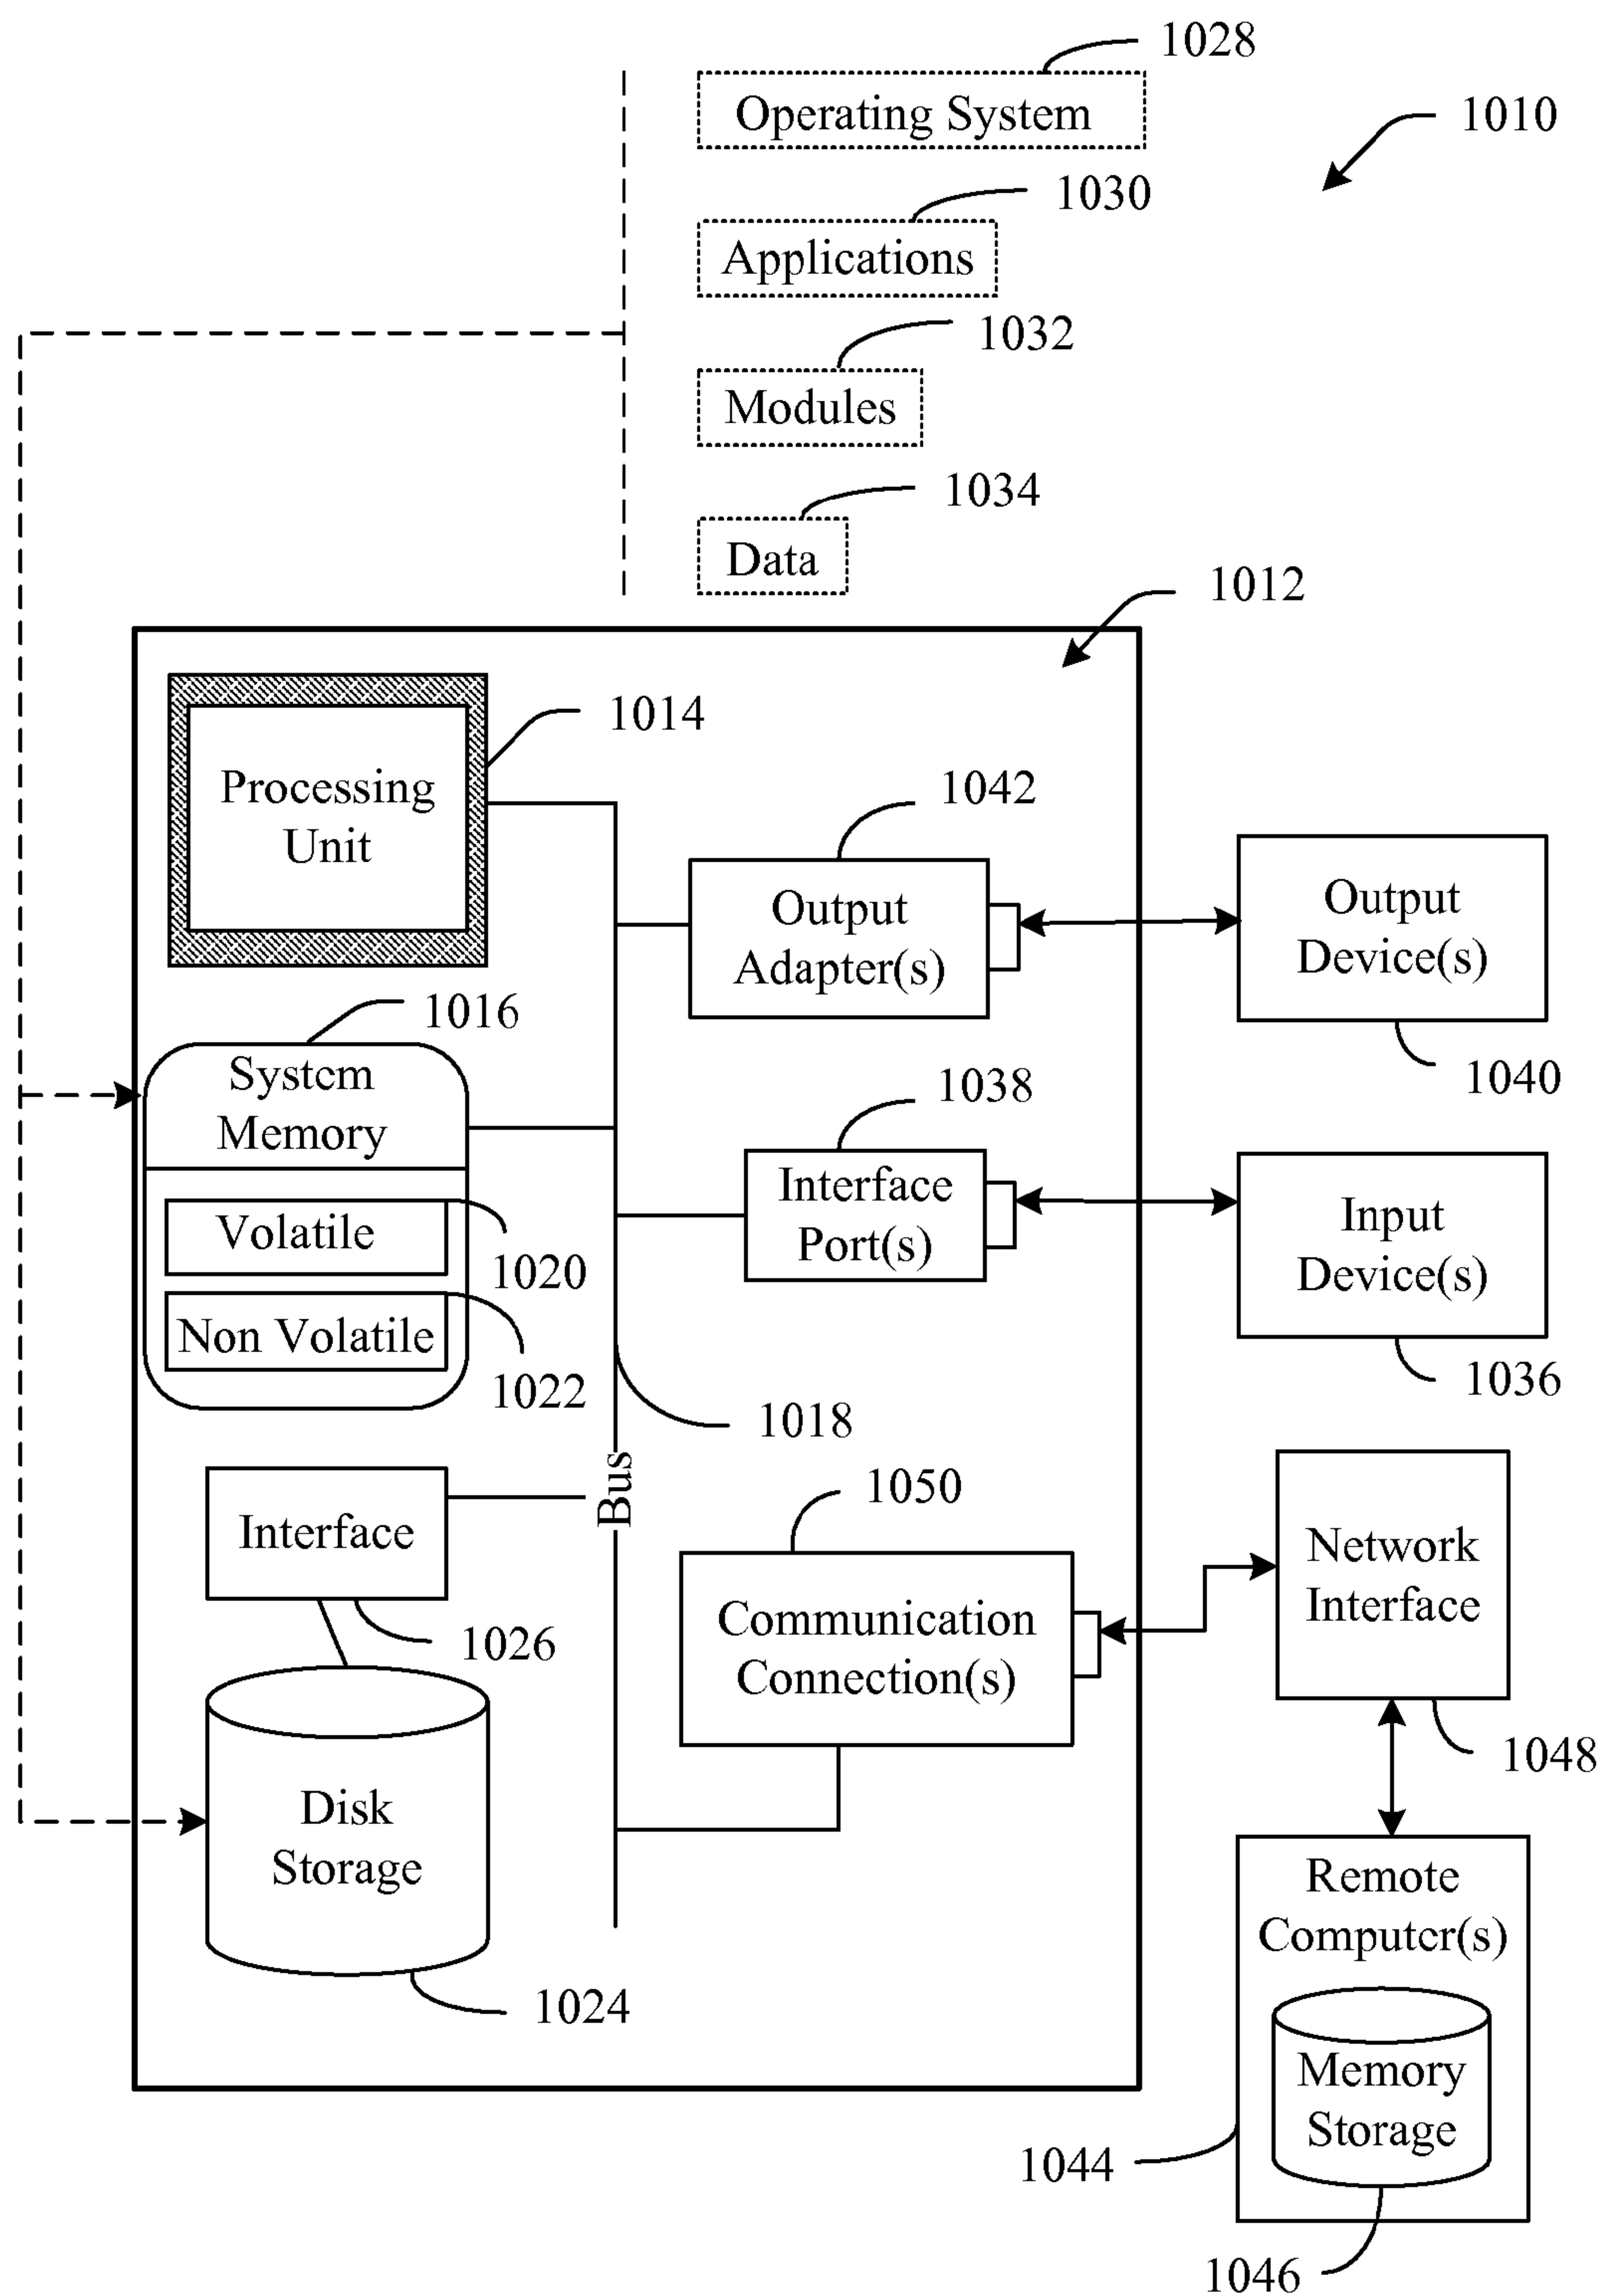 1028
Operating System
1010
1030
Applications
1032
Modules
1034
Data
1012
1014
Processing
Unit
1042
Output
Adapter(s)
Output
Device(s)
1040
1016
System
Memory
1038
Interface
Port(s)
Input
Device(s)
1036
Volatile
1020
Non Volatile
1022
1018
Bus
Interface
1026
1050
Communication
Connection(s)
Network
Interface
1048
Disk
Storage
1024
Remote
Computer(s)
Memory
Storage
1044
1046